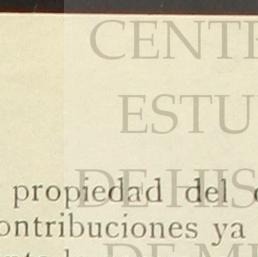 CENT
ESTU
DE HIS
propiedad del
ontribuciones ya
DE M